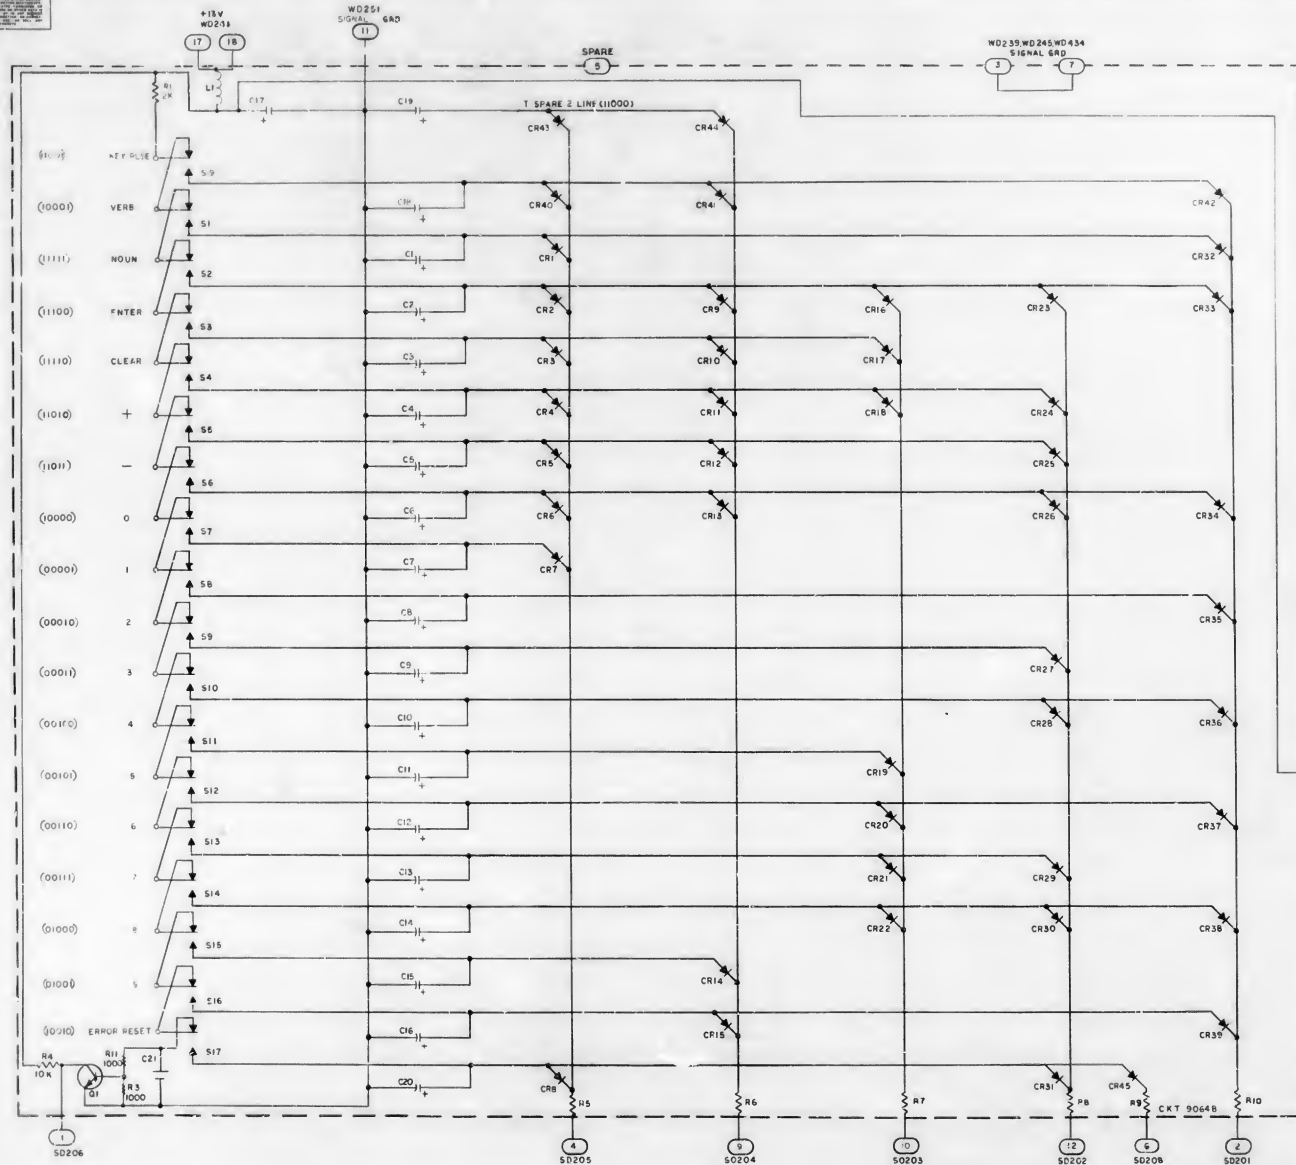 +13V
WD251
SIGNAL GRD
17 18
11
SPARE
5
WD239,WD245,WD434
SIGNAL GRD
3 7
R1
2K
L1
C17
+
C19
+
T SPARE 2 LINE (11000)
CR43
CR44
KEY RLSE
S19
(10001) VERB
C18
+
CR40
CR41
CR42
S1
(11111) NOUN
C1
+
CR1
CR32
S2
(11100) ENTER
C2
+
CR2
CR9
CR16
CR23
CR33
S3
(11110) CLEAR
C3
+
CR3
CR10
CR17
S4
(11010) +
C4
+
CR4
CR11
CR18
CR24
S5
(11011) —
C5
+
CR5
CR12
CR25
S6
(10000) 0
C6
+
CR6
CR13
CR26
CR34
S7
(00001) 1
C7
+
CR7
S8
(00010) 2
C8
+
CR35
S9
(00011) 3
C9
+
CR27
S10
(00100) 4
C10
+
CR28
CR36
S11
(00101) 5
C11
+
CR19
S12
(00110) 6
C12
+
CR20
CR37
S13
(00111) 7
C13
+
CR21
CR29
S14
(01000) 8
C14
+
CR22
CR30
CR38
S15
(01001) 9
C15
+
CR14
S16
(10010) ERROR RESET
C16
+
CR15
CR39
S17
R4
10K
Q1
R11
1000
R3
1000
C21
C20
+
CR8
CR31
CR45
R5
R6
R7
R8
R9
R10
CKT 90648
1
SD206
4
SD205
9
SD204
10
SD203
12
SD202
6
SD208
2
SD201